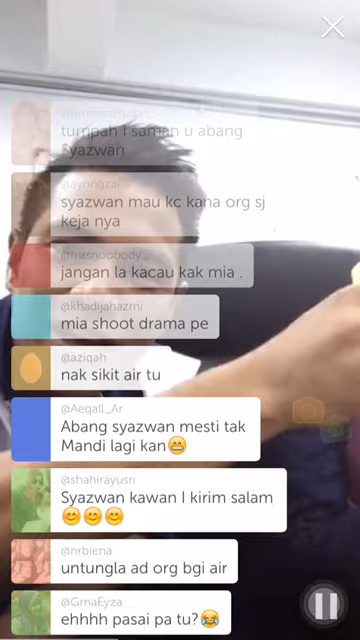 tumpah I saman u abang
Syazwan
@ayongzai
syazwan mau kc kana org sj
keja nya
jangan la kacau kak mia .
@khadijahazmi
mia shoot drama pe
@aziqah
nak sikit air tu
@Aeqall_Ar
Abang syazwan mesti tak
Mandi lagi kan😬
@shahirayusri
Syazwan kawan I kirim salam
😊😊😊
@nrbiena
untungla ad org bgi air
@GmaEyza
ehhhh pasai pa tu?😂